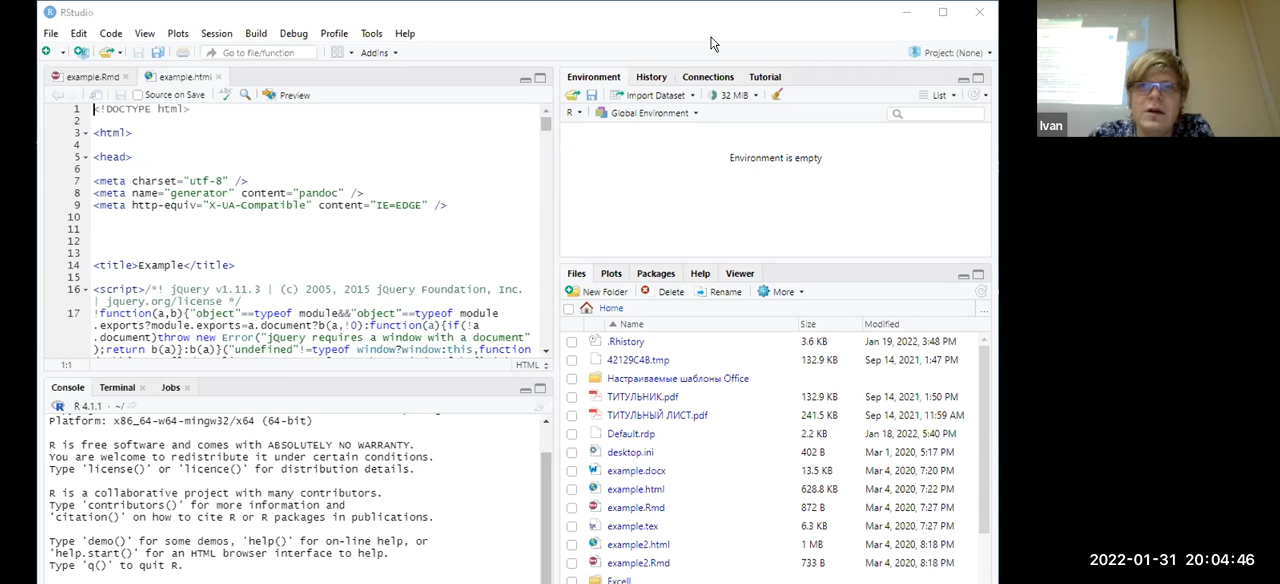 RStudio
File Edit Code View Plots Session Build Debug Profile Tools Help
Go to file/function Addins Project: (None)
example.Rmd example.html
Source on Save Preview
1 <!DOCTYPE html>
2
3 <html>
4
5 <head>
6
7 <meta charset="utf-8" />
8 <meta name="generator" content="pandoc" />
9 <meta http-equiv="X-UA-Compatible" content="IE=EDGE" />
10
11
12
13
14 <title>Example</title>
15
16 <script>/*! jQuery v1.11.3 | (c) 2005, 2015 jQuery Foundation, Inc.
| jquery.org/license */
17 !function(a,b){"object"==typeof module&&"object"==typeof module
.exports?module.exports=a.document?b(a,!0):function(a){if(!a
.document)throw new Error("jQuery requires a window with a document"
);return b(a)}:b(a)}("undefined"!=typeof window?window:this,function
1:1 HTML
Console Terminal Jobs
R 4.1.1 · ~/
Platform: x86_64-w64-mingw32/x64 (64-bit)
R is free software and comes with ABSOLUTELY NO WARRANTY.
You are welcome to redistribute it under certain conditions.
Type 'license()' or 'licence()' for distribution details.
R is a collaborative project with many contributors.
Type 'contributors()' for more information and
'citation()' on how to cite R or R packages in publications.
Type 'demo()' for some demos, 'help()' for on-line help, or
'help.start()' for an HTML browser interface to help.
Type 'q()' to quit R.
Environment History Connections Tutorial
Import Dataset 32 MiB List
R Global Environment
Environment is empty
Files Plots Packages Help Viewer
New Folder Delete Rename More
Home
Name Size Modified
.Rhistory 3.6 KB Jan 19, 2022, 3:48 PM
42129C4B.tmp 132.9 KB Sep 14, 2021, 1:47 PM
Настраиваемые шаблоны Office
ТИТУЛЬНИК.pdf 132.9 KB Sep 14, 2021, 1:50 PM
ТИТУЛЬНЫЙ ЛИСТ.pdf 241.5 KB Sep 14, 2021, 11:59 AM
Default.rdp 2.2 KB Jan 18, 2022, 5:40 PM
desktop.ini 402 B Mar 1, 2020, 5:17 PM
example.docx 13.5 KB Mar 4, 2020, 7:20 PM
example.html 628.8 KB Mar 4, 2020, 7:22 PM
example.Rmd 872 B Mar 4, 2020, 7:27 PM
example.tex 6.3 KB Mar 4, 2020, 7:27 PM
example2.html 1 MB Mar 4, 2020, 8:18 PM
example2.Rmd 733 B Mar 4, 2020, 8:18 PM
Excell
Ivan
2022-01-31 20:04:46